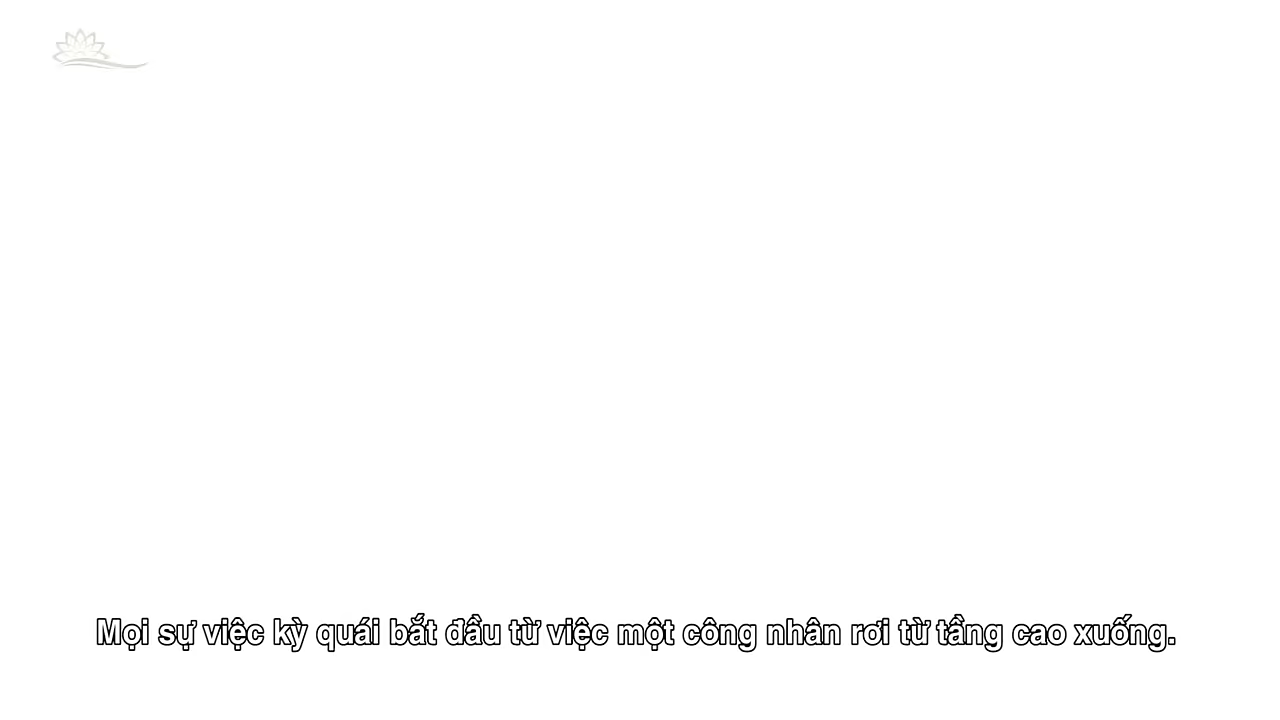 Mọi sự việc kỳ quái bắt đầu từ việc một công nhân rơi từ tầng cao xuống.